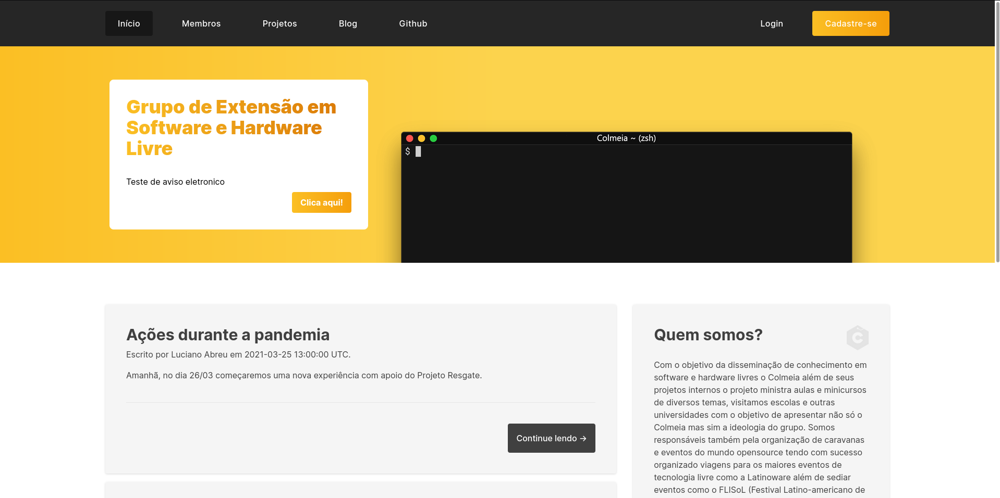 Início
Membros
Projetos
Blog
Github
Login
Cadastre-se
Grupo de Extensão em
Software e Hardware
Livre
Teste de aviso eletronico
Clica aqui!
Colmeia ~ (zsh)
$
Ações durante a pandemia
Escrito por Luciano Abreu em 2021-03-25 13:00:00 UTC.
Amanhã, no dia 26/03 começaremos uma nova experiência com apoio do Projeto Resgate.
Continue lendo →
Quem somos?
C
Com o objetivo da disseminação de conhecimento em
software e hardware livres o Colmeia além de seus
projetos internos o projeto ministra aulas e minicursos
de diversos temas, visitamos escolas e outras
universidades com o objetivo de apresentar não só o
Colmeia mas sim a ideologia do grupo. Somos
responsáveis também pela organização de caravanas
e eventos do mundo opensource tendo com sucesso
organizado viagens para os maiores eventos de
tecnologia livre como a Latinoware além de sediar
eventos como o FLISoL (Festival Latino-americano de